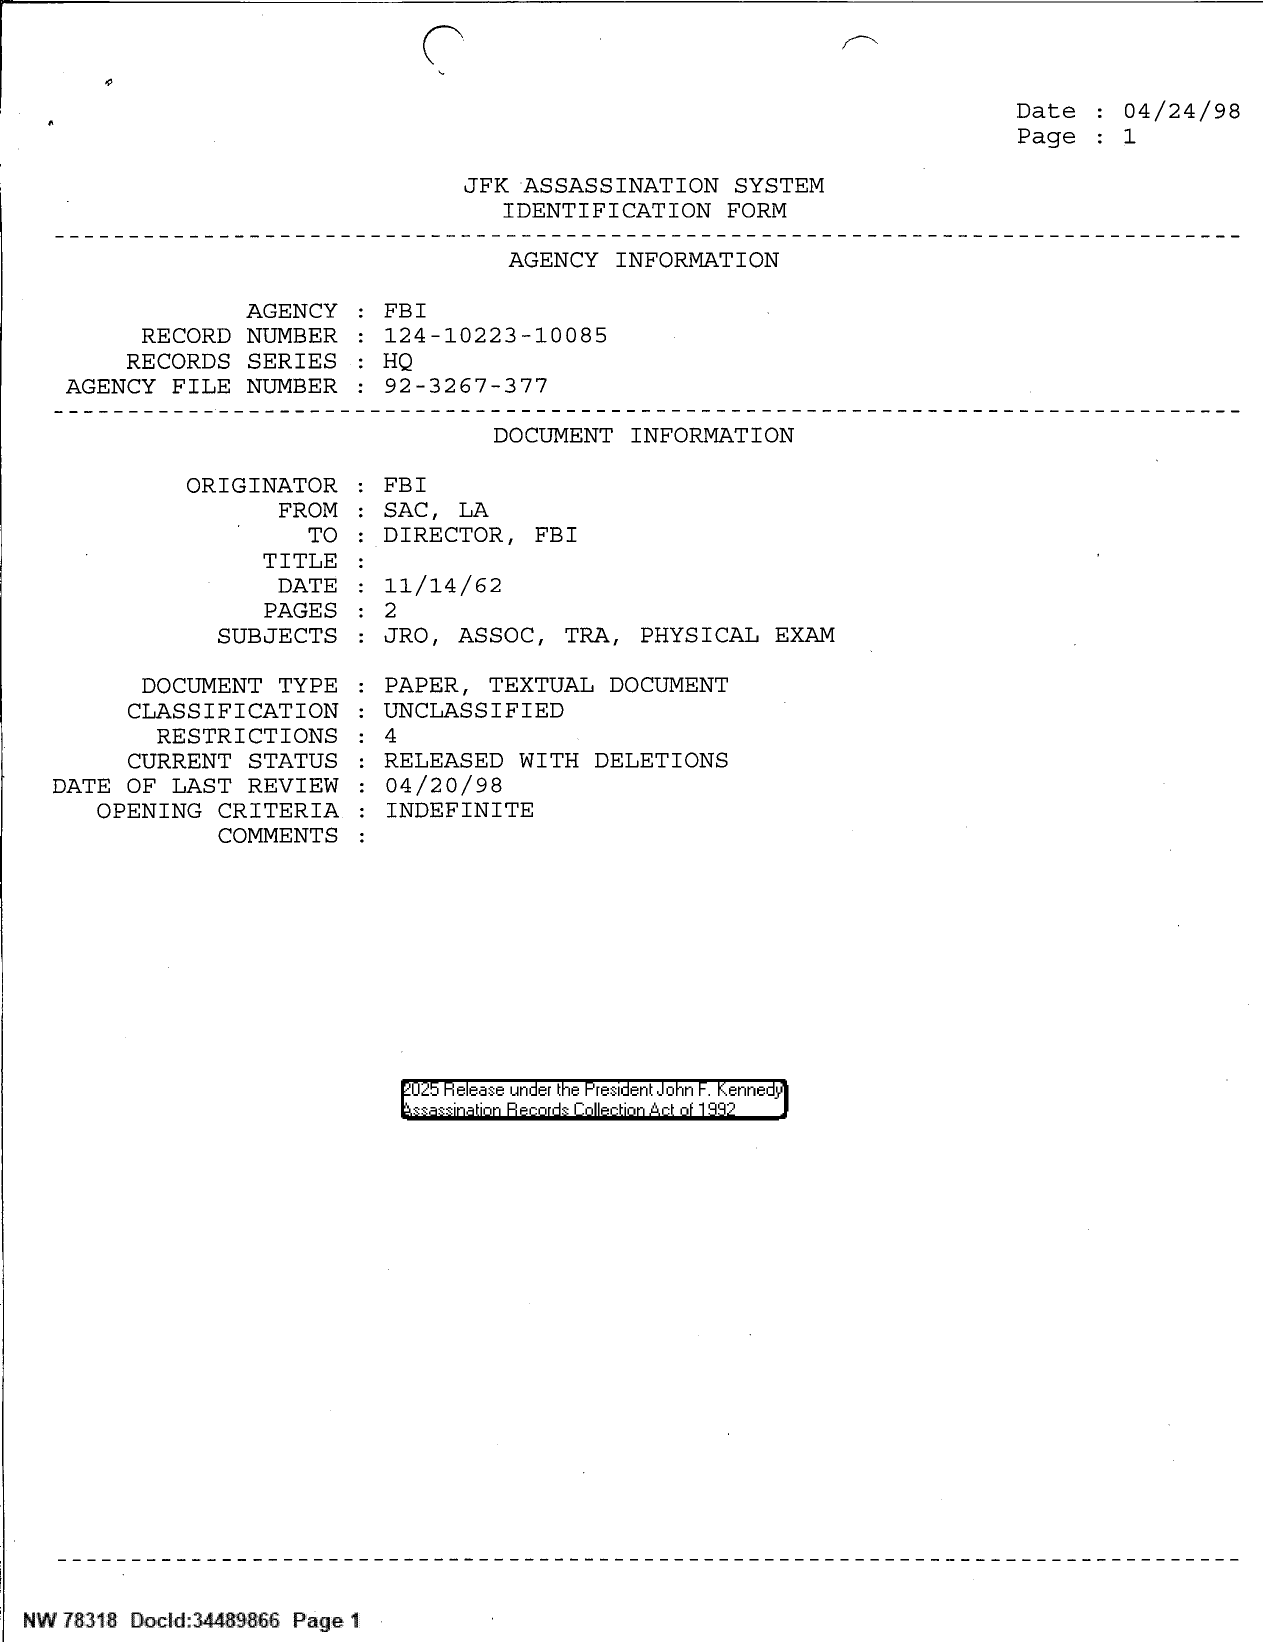 Date : 04/24/98
Page : 1
JFK ASSASSINATION SYSTEM
IDENTIFICATION FORM
AGENCY INFORMATION
AGENCY : FBI
RECORD NUMBER : 124-10223-10085
RECORDS SERIES : HQ
AGENCY FILE NUMBER : 92-3267-377
DOCUMENT INFORMATION
ORIGINATOR : FBI
FROM : SAC, LA
TO : DIRECTOR, FBI
TITLE :
DATE : 11/14/62
PAGES : 2
SUBJECTS : JRO, ASSOC, TRA, PHYSICAL EXAM
DOCUMENT TYPE : PAPER, TEXTUAL DOCUMENT
CLASSIFICATION : UNCLASSIFIED
RESTRICTIONS : 4
CURRENT STATUS : RELEASED WITH DELETIONS
DATE OF LAST REVIEW : 04/20/98
OPENING CRITERIA : INDEFINITE
COMMENTS :
2025 Release under the President John F. Kennedy
Assassination Records Collection Act of 1992
NW 78318 DocId:34489866 Page 1